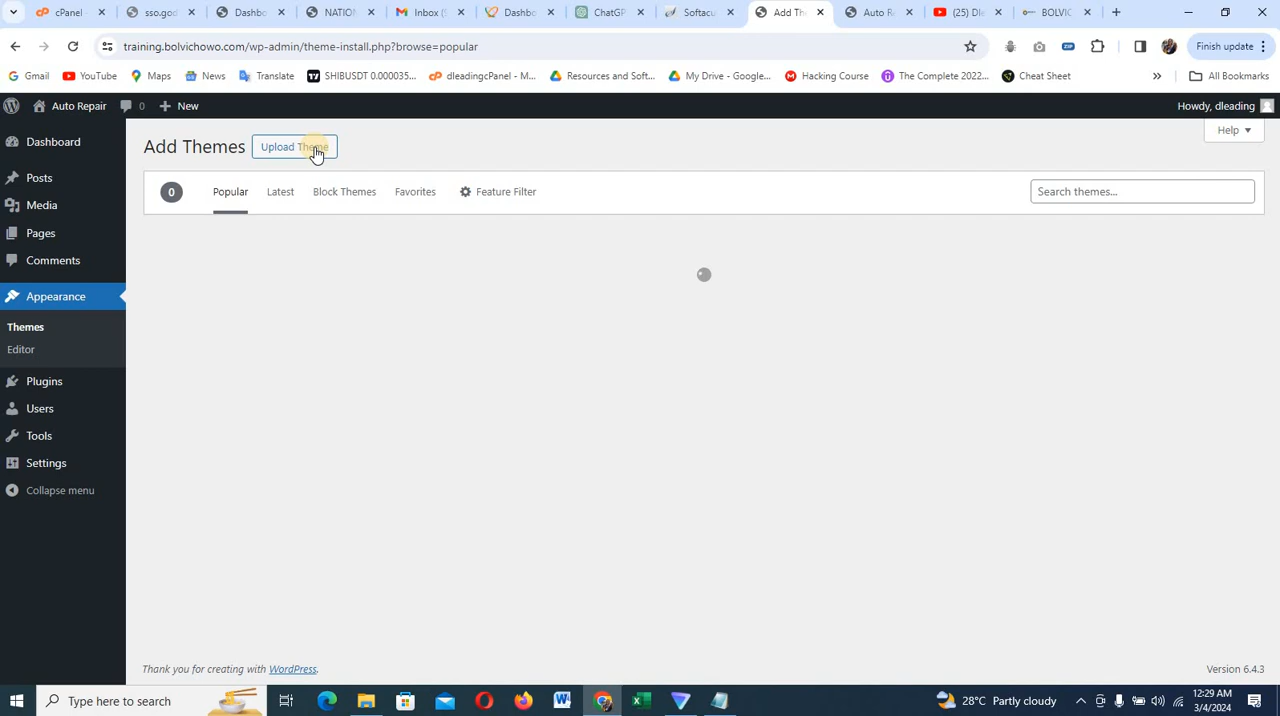 cPanel -
sso.god
Dashbo
NATION
Inbox (9
Dashbo
ChatGP
Softacu
Add Th
Auto R
(25) Dl
BOLVIC
training.bolvichowo.com/wp-admin/theme-install.php?browse=popular
Finish update
Gmail
YouTube
Maps
News
Translate
SHIBUSDT 0.000035...
dleadingcPanel - M...
Resources and Soft...
My Drive - Google...
Hacking Course
The Complete 2022...
Cheat Sheet
All Bookmarks
Auto Repair
0
New
Howdy, dleading
Help
Dashboard
Posts
Media
Pages
Comments
Appearance
Themes
Editor
Plugins
Users
Tools
Settings
Collapse menu
Add Themes
Upload Theme
0
Popular
Latest
Block Themes
Favorites
Feature Filter
Search themes...
Thank you for creating with WordPress.
Version 6.4.3
Type here to search
28°C Partly cloudy
12:29 AM
3/4/2024